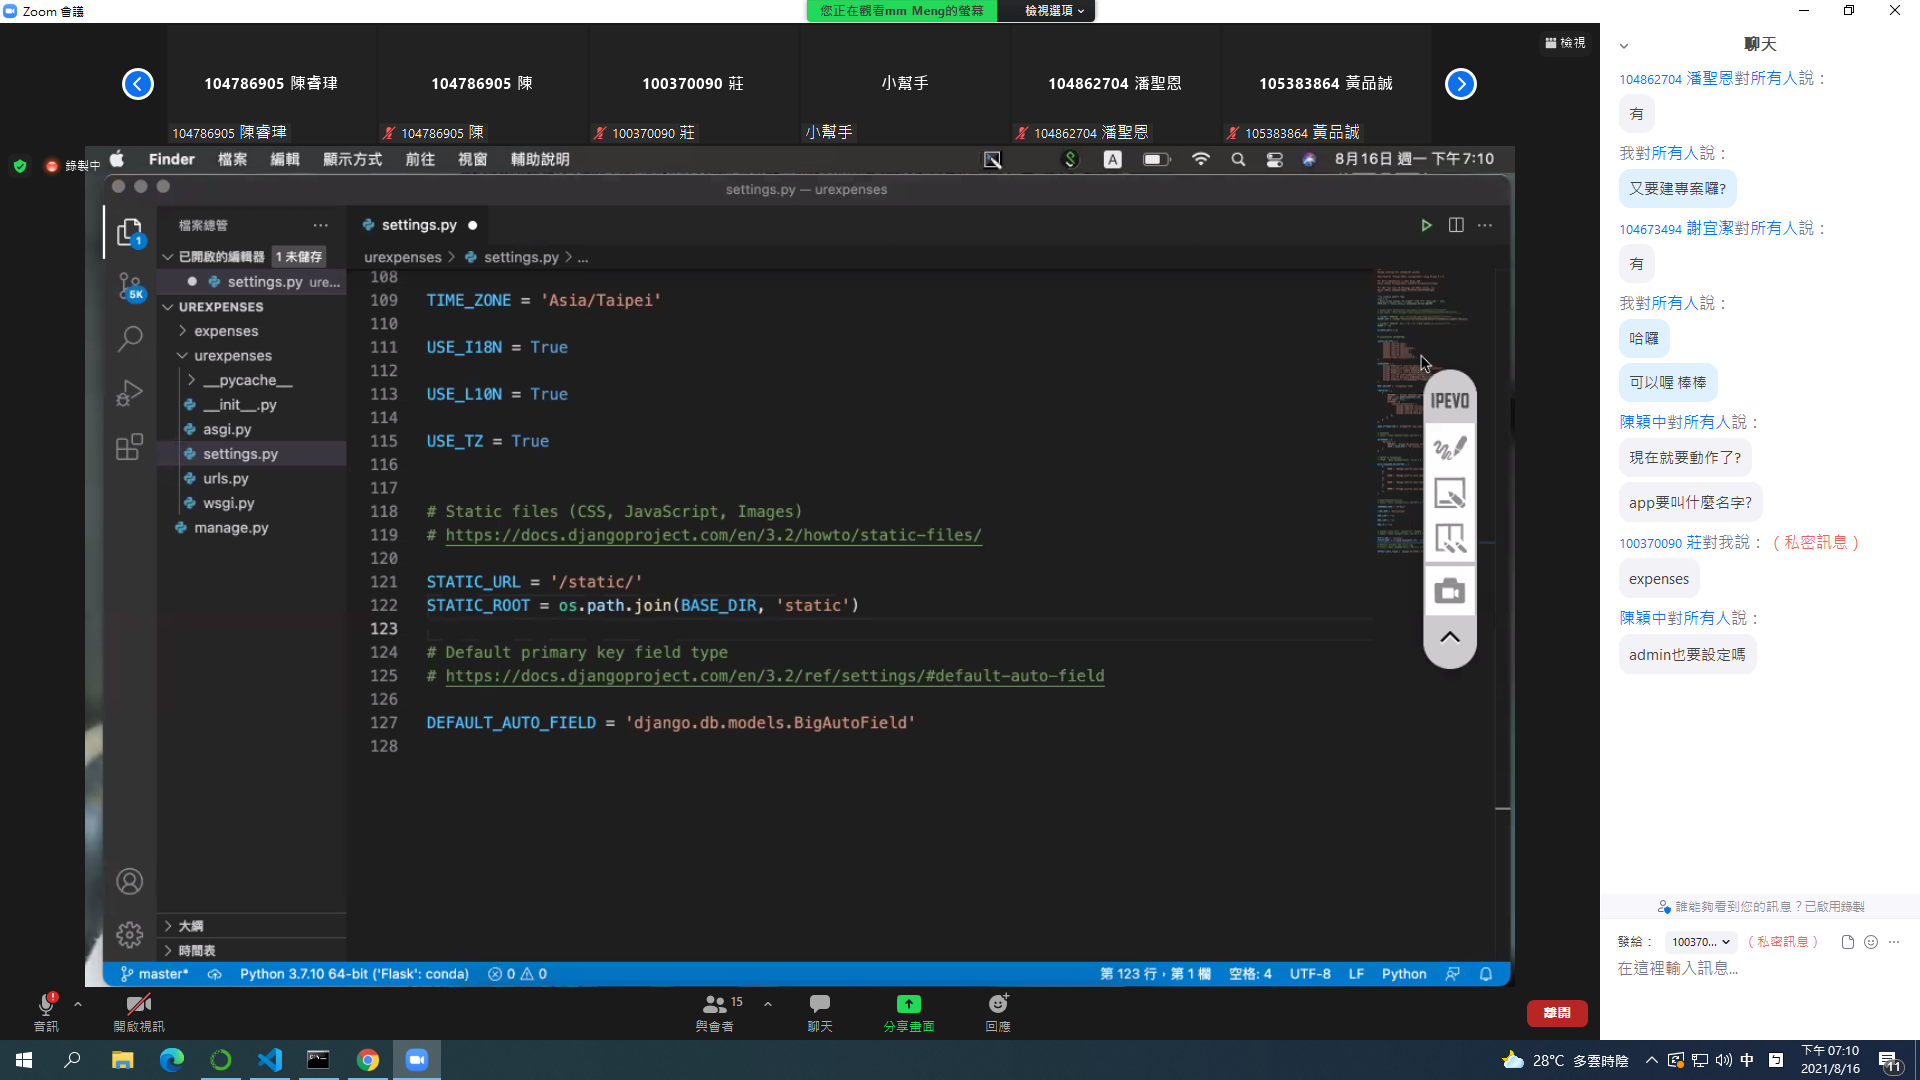 Zoom 會議
您正在觀看mm Meng的螢幕
檢視選項
檢視
104786905 陳睿珒
104786905 陳
100370090 莊
小幫手
104862704 潘聖恩
105383864 黃品誠
104786905 陳睿珒
104786905 陳
100370090 莊
小幫手
104862704 潘聖恩
105383864 黃品誠
錄製中
Finder 檔案 編輯 顯示方式 前往 視窗 輔助說明
A
8月16日 週一 下午7:10
settings.py — urexpenses
檔案總管
已開啟的編輯器 1 未儲存
settings.py ure...
UREXPENSES
expenses
urexpenses
__pycache__
__init__.py
asgi.py
settings.py
urls.py
wsgi.py
manage.py
大綱
時間表
1
5K
settings.py
urexpenses > settings.py > ...
108
109 TIME_ZONE = 'Asia/Taipei'
110
111 USE_I18N = True
112
113 USE_L10N = True
114
115 USE_TZ = True
116
117
118 # Static files (CSS, JavaScript, Images)
119 # https://docs.djangoproject.com/en/3.2/howto/static-files/
120
121 STATIC_URL = '/static/'
122 STATIC_ROOT = os.path.join(BASE_DIR, 'static')
123
124 # Default primary key field type
125 # https://docs.djangoproject.com/en/3.2/ref/settings/#default-auto-field
126
127 DEFAULT_AUTO_FIELD = 'django.db.models.BigAutoField'
128
IPEVO
master* Python 3.7.10 64-bit ('Flask': conda) 0 0
第 123 行，第 1 欄 空格: 4 UTF-8 LF Python
音訊
開啟視訊
15
與會者
聊天
分享畫面
回應
離開
聊天
104862704 潘聖恩對所有人說：
有
我對所有人說：
又要建專案囉?
104673494 謝宜潔對所有人說：
有
我對所有人說：
哈囉
可以喔 棒棒
陳穎中對所有人說：
現在就要動作了?
app要叫什麼名字?
100370090 莊對我說：（私密訊息）
expenses
陳穎中對所有人說：
admin也要設定嗎
誰能夠看到您的訊息？已啟用錄製
發給： 100370... （私密訊息）
在這裡輸入訊息...
28°C 多雲時陰
中
下午 07:10
2021/8/16
11